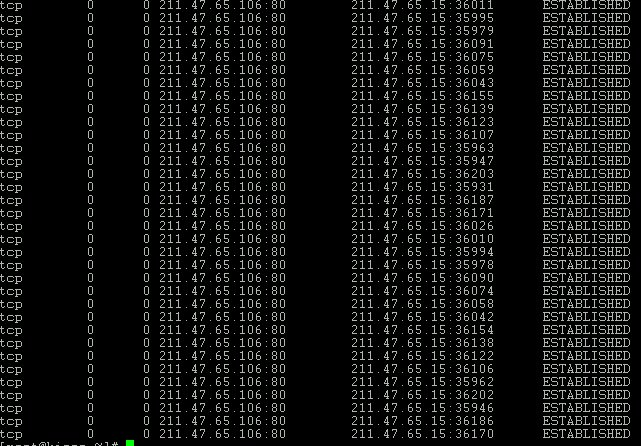 tcp 0 0 211.47.65.106:80 211.47.65.15:36011 ESTABLISHED
tcp 0 0 211.47.65.106:80 211.47.65.15:35995 ESTABLISHED
tcp 0 0 211.47.65.106:80 211.47.65.15:35979 ESTABLISHED
tcp 0 0 211.47.65.106:80 211.47.65.15:36091 ESTABLISHED
tcp 0 0 211.47.65.106:80 211.47.65.15:36075 ESTABLISHED
tcp 0 0 211.47.65.106:80 211.47.65.15:36059 ESTABLISHED
tcp 0 0 211.47.65.106:80 211.47.65.15:36043 ESTABLISHED
tcp 0 0 211.47.65.106:80 211.47.65.15:36155 ESTABLISHED
tcp 0 0 211.47.65.106:80 211.47.65.15:36139 ESTABLISHED
tcp 0 0 211.47.65.106:80 211.47.65.15:36123 ESTABLISHED
tcp 0 0 211.47.65.106:80 211.47.65.15:36107 ESTABLISHED
tcp 0 0 211.47.65.106:80 211.47.65.15:35963 ESTABLISHED
tcp 0 0 211.47.65.106:80 211.47.65.15:35947 ESTABLISHED
tcp 0 0 211.47.65.106:80 211.47.65.15:36203 ESTABLISHED
tcp 0 0 211.47.65.106:80 211.47.65.15:35931 ESTABLISHED
tcp 0 0 211.47.65.106:80 211.47.65.15:36187 ESTABLISHED
tcp 0 0 211.47.65.106:80 211.47.65.15:36171 ESTABLISHED
tcp 0 0 211.47.65.106:80 211.47.65.15:36026 ESTABLISHED
tcp 0 0 211.47.65.106:80 211.47.65.15:36010 ESTABLISHED
tcp 0 0 211.47.65.106:80 211.47.65.15:35994 ESTABLISHED
tcp 0 0 211.47.65.106:80 211.47.65.15:35978 ESTABLISHED
tcp 0 0 211.47.65.106:80 211.47.65.15:36090 ESTABLISHED
tcp 0 0 211.47.65.106:80 211.47.65.15:36074 ESTABLISHED
tcp 0 0 211.47.65.106:80 211.47.65.15:36058 ESTABLISHED
tcp 0 0 211.47.65.106:80 211.47.65.15:36042 ESTABLISHED
tcp 0 0 211.47.65.106:80 211.47.65.15:36154 ESTABLISHED
tcp 0 0 211.47.65.106:80 211.47.65.15:36138 ESTABLISHED
tcp 0 0 211.47.65.106:80 211.47.65.15:36122 ESTABLISHED
tcp 0 0 211.47.65.106:80 211.47.65.15:36106 ESTABLISHED
tcp 0 0 211.47.65.106:80 211.47.65.15:35962 ESTABLISHED
tcp 0 0 211.47.65.106:80 211.47.65.15:36202 ESTABLISHED
tcp 0 0 211.47.65.106:80 211.47.65.15:35946 ESTABLISHED
tcp 0 0 211.47.65.106:80 211.47.65.15:36186 ESTABLISHED
tcp 0 0 211.47.65.106:80 211.47.65.15:36170 ESTABLISHED